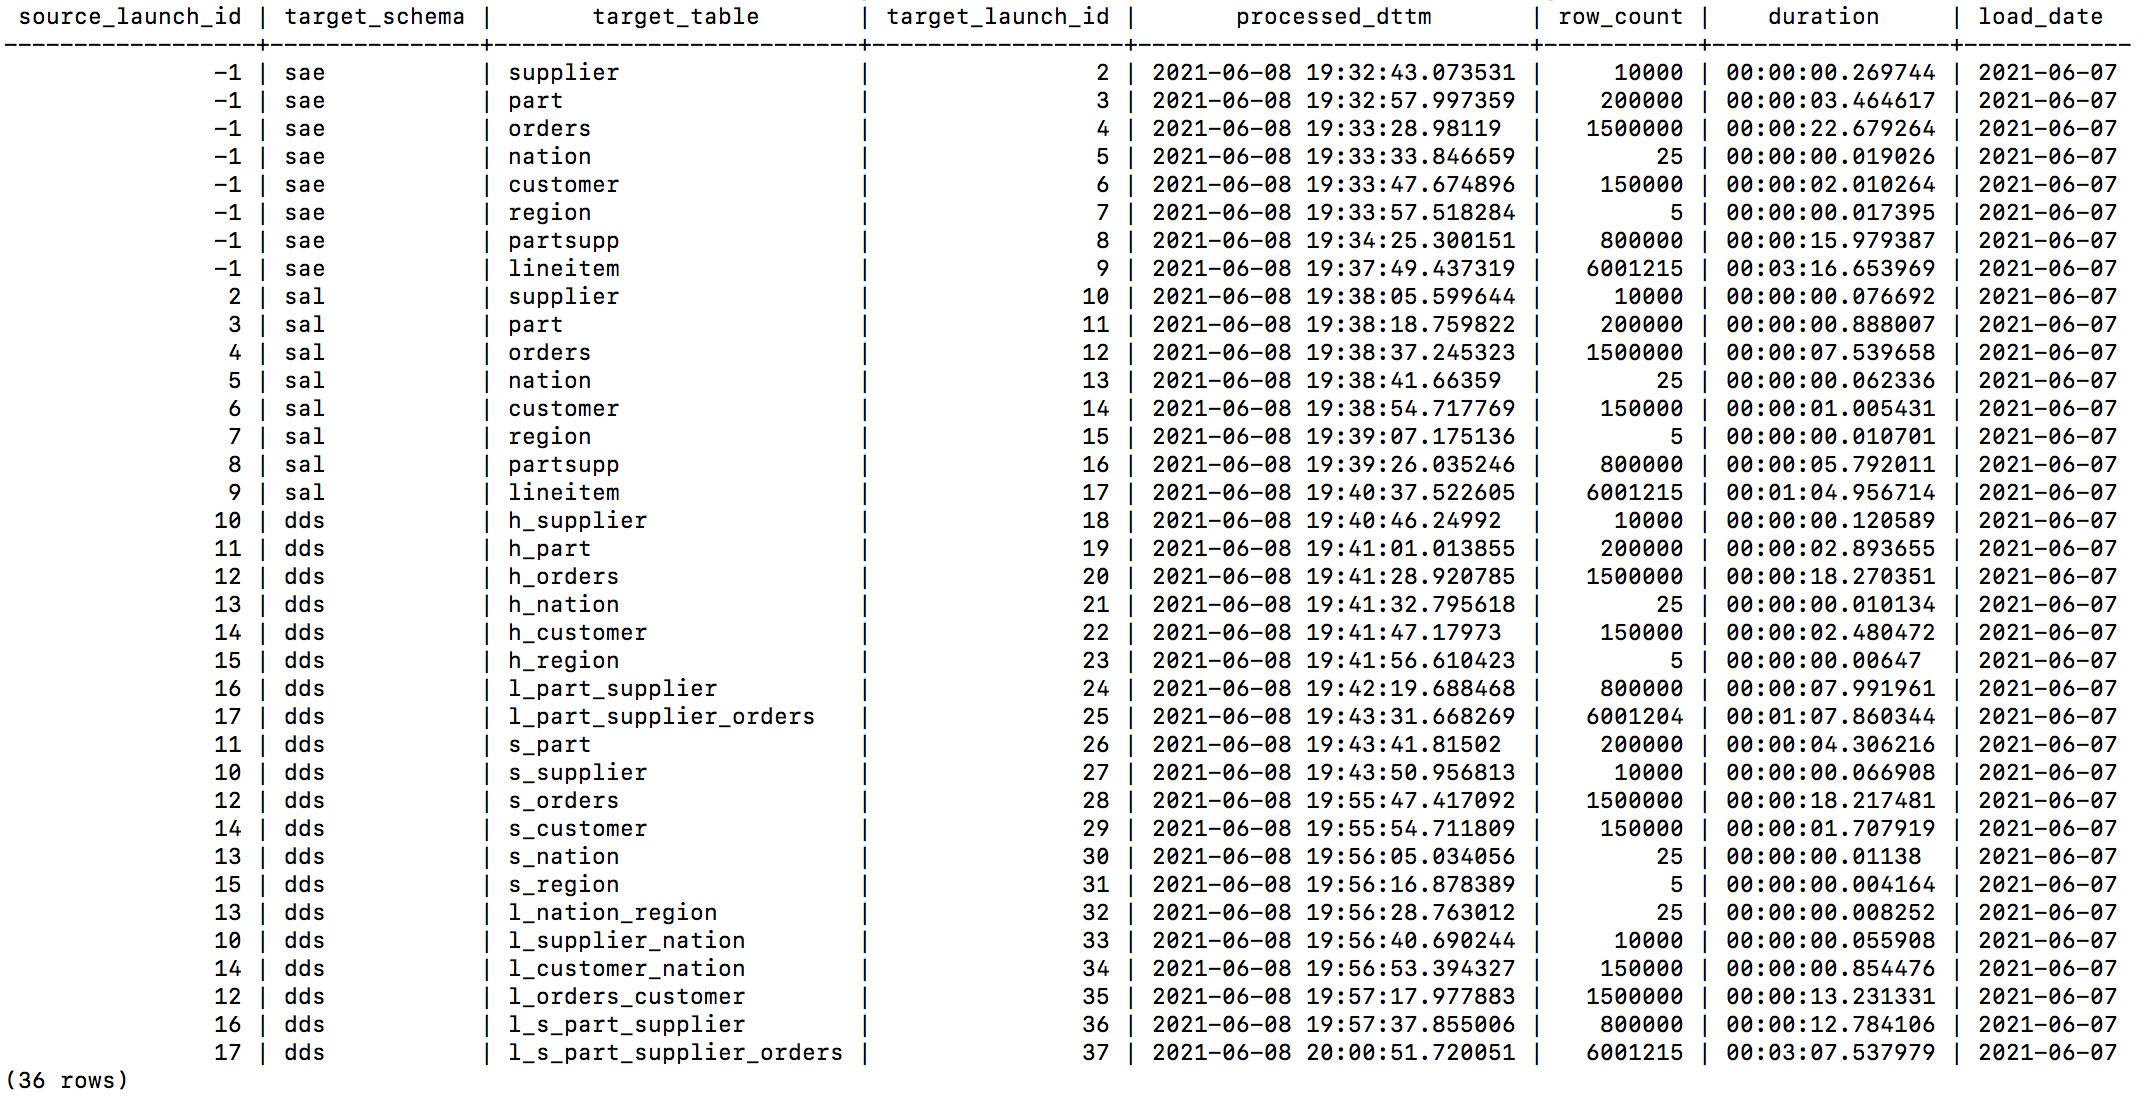 source_launch_id | target_schema | target_table | target_launch_id | processed_dttm | row_count | duration | load_date
-----------------+---------------+--------------------------+------------------+----------------------------+-----------+-----------------+------------
-1 | sae | supplier | 2 | 2021-06-08 19:32:43.073531 | 10000 | 00:00:00.269744 | 2021-06-07
-1 | sae | part | 3 | 2021-06-08 19:32:57.997359 | 200000 | 00:00:03.464617 | 2021-06-07
-1 | sae | orders | 4 | 2021-06-08 19:33:28.98119 | 1500000 | 00:00:22.679264 | 2021-06-07
-1 | sae | nation | 5 | 2021-06-08 19:33:33.846659 | 25 | 00:00:00.019026 | 2021-06-07
-1 | sae | customer | 6 | 2021-06-08 19:33:47.674896 | 150000 | 00:00:02.010264 | 2021-06-07
-1 | sae | region | 7 | 2021-06-08 19:33:57.518284 | 5 | 00:00:00.017395 | 2021-06-07
-1 | sae | partsupp | 8 | 2021-06-08 19:34:25.300151 | 800000 | 00:00:15.979387 | 2021-06-07
-1 | sae | lineitem | 9 | 2021-06-08 19:37:49.437319 | 6001215 | 00:03:16.653969 | 2021-06-07
2 | sal | supplier | 10 | 2021-06-08 19:38:05.599644 | 10000 | 00:00:00.076692 | 2021-06-07
3 | sal | part | 11 | 2021-06-08 19:38:18.759822 | 200000 | 00:00:00.888007 | 2021-06-07
4 | sal | orders | 12 | 2021-06-08 19:38:37.245323 | 1500000 | 00:00:07.539658 | 2021-06-07
5 | sal | nation | 13 | 2021-06-08 19:38:41.66359 | 25 | 00:00:00.062336 | 2021-06-07
6 | sal | customer | 14 | 2021-06-08 19:38:54.717769 | 150000 | 00:00:01.005431 | 2021-06-07
7 | sal | region | 15 | 2021-06-08 19:39:07.175136 | 5 | 00:00:00.010701 | 2021-06-07
8 | sal | partsupp | 16 | 2021-06-08 19:39:26.035246 | 800000 | 00:00:05.792011 | 2021-06-07
9 | sal | lineitem | 17 | 2021-06-08 19:40:37.522605 | 6001215 | 00:01:04.956714 | 2021-06-07
10 | dds | h_supplier | 18 | 2021-06-08 19:40:46.24992 | 10000 | 00:00:00.120589 | 2021-06-07
11 | dds | h_part | 19 | 2021-06-08 19:41:01.013855 | 200000 | 00:00:02.893655 | 2021-06-07
12 | dds | h_orders | 20 | 2021-06-08 19:41:28.920785 | 1500000 | 00:00:18.270351 | 2021-06-07
13 | dds | h_nation | 21 | 2021-06-08 19:41:32.795618 | 25 | 00:00:00.010134 | 2021-06-07
14 | dds | h_customer | 22 | 2021-06-08 19:41:47.17973 | 150000 | 00:00:02.480472 | 2021-06-07
15 | dds | h_region | 23 | 2021-06-08 19:41:56.610423 | 5 | 00:00:00.00647 | 2021-06-07
16 | dds | l_part_supplier | 24 | 2021-06-08 19:42:19.688468 | 800000 | 00:00:07.991961 | 2021-06-07
17 | dds | l_part_supplier_orders | 25 | 2021-06-08 19:43:31.668269 | 6001204 | 00:01:07.860344 | 2021-06-07
11 | dds | s_part | 26 | 2021-06-08 19:43:41.81502 | 200000 | 00:00:04.306216 | 2021-06-07
10 | dds | s_supplier | 27 | 2021-06-08 19:43:50.956813 | 10000 | 00:00:00.066908 | 2021-06-07
12 | dds | s_orders | 28 | 2021-06-08 19:55:47.417092 | 1500000 | 00:00:18.217481 | 2021-06-07
14 | dds | s_customer | 29 | 2021-06-08 19:55:54.711809 | 150000 | 00:00:01.707919 | 2021-06-07
13 | dds | s_nation | 30 | 2021-06-08 19:56:05.034056 | 25 | 00:00:00.01138 | 2021-06-07
15 | dds | s_region | 31 | 2021-06-08 19:56:16.878389 | 5 | 00:00:00.004164 | 2021-06-07
13 | dds | l_nation_region | 32 | 2021-06-08 19:56:28.763012 | 25 | 00:00:00.008252 | 2021-06-07
10 | dds | l_supplier_nation | 33 | 2021-06-08 19:56:40.690244 | 10000 | 00:00:00.055908 | 2021-06-07
14 | dds | l_customer_nation | 34 | 2021-06-08 19:56:53.394327 | 150000 | 00:00:00.854476 | 2021-06-07
12 | dds | l_orders_customer | 35 | 2021-06-08 19:57:17.977883 | 1500000 | 00:00:13.231331 | 2021-06-07
16 | dds | l_s_part_supplier | 36 | 2021-06-08 19:57:37.855006 | 800000 | 00:00:12.784106 | 2021-06-07
17 | dds | l_s_part_supplier_orders | 37 | 2021-06-08 20:00:51.720051 | 6001215 | 00:03:07.537979 | 2021-06-07
(36 rows)